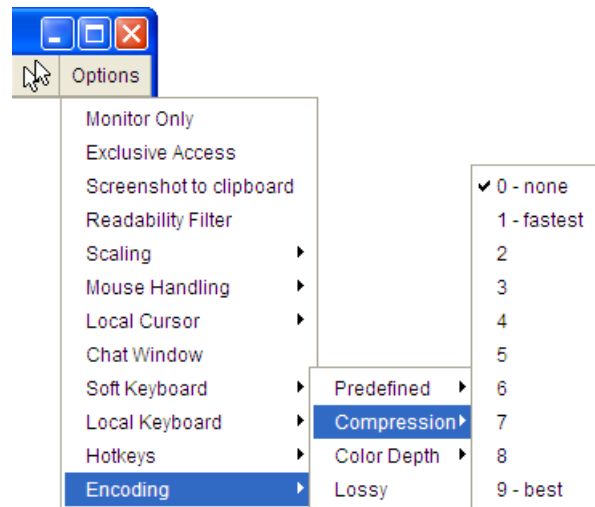 Options
Monitor Only
Exclusive Access
Screenshot to clipboard
Readability Filter
Scaling
Mouse Handling
Local Cursor
Chat Window
Soft Keyboard
Local Keyboard
Hotkeys
Encoding
Predefined
Compression
Color Depth
Lossy
0 - none
1 - fastest
2
3
4
5
6
7
8
9 - best